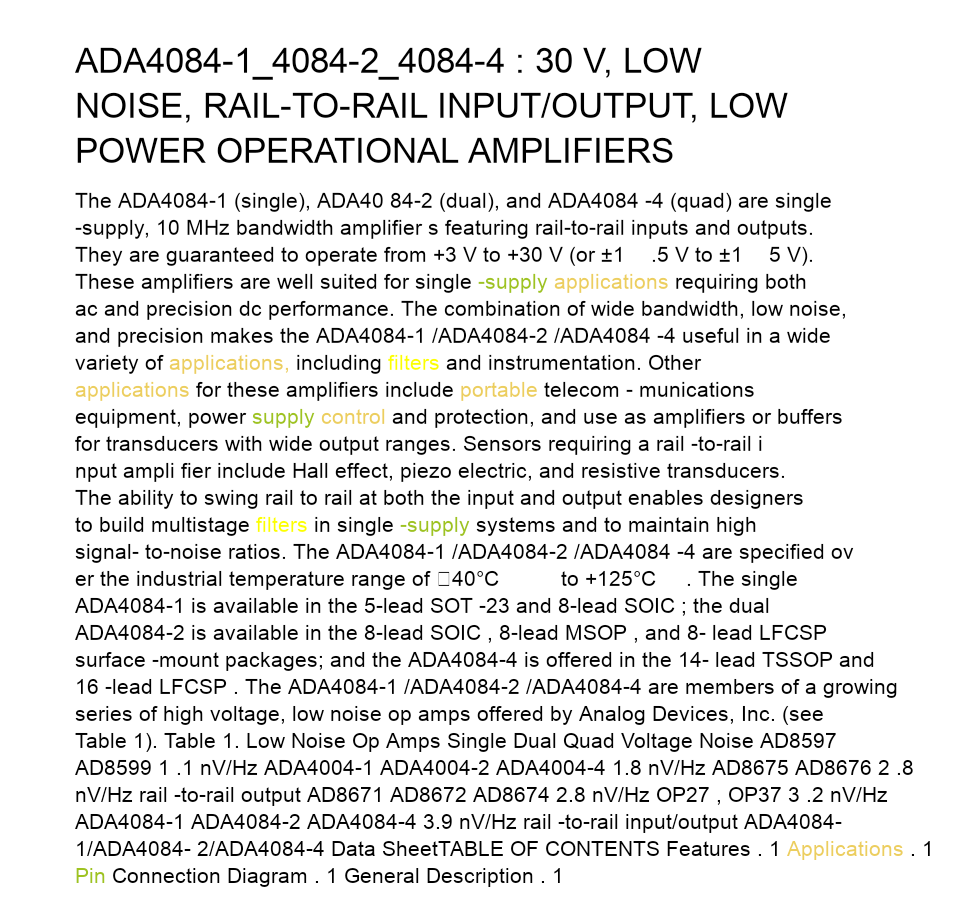 ADA4084-1_4084-2_4084-4 : 30 V, LOW
NOISE, RAIL-TO-RAIL INPUT/OUTPUT, LOW
POWER OPERATIONAL AMPLIFIERS
The ADA4084-1 (single), ADA40 84-2 (dual), and ADA4084 -4 (quad) are single
-supply, 10 MHz bandwidth amplifier s featuring rail-to-rail inputs and outputs.
They are guaranteed to operate from +3 V to +30 V (or ±1 .5 V to ±1 5 V).
These amplifiers are well suited for single -supply applications requiring both
ac and precision dc performance. The combination of wide bandwidth, low noise,
and precision makes the ADA4084-1 /ADA4084-2 /ADA4084 -4 useful in a wide
variety of applications, including filters and instrumentation. Other
applications for these amplifiers include portable telecom - munications
equipment, power supply control and protection, and use as amplifiers or buffers
for transducers with wide output ranges. Sensors requiring a rail -to-rail i
nput ampli fier include Hall effect, piezo electric, and resistive transducers.
The ability to swing rail to rail at both the input and output enables designers
to build multistage filters in single -supply systems and to maintain high
signal- to-noise ratios. The ADA4084-1 /ADA4084-2 /ADA4084 -4 are specified ov
er the industrial temperature range of □40°C to +125°C . The single
ADA4084-1 is available in the 5-lead SOT -23 and 8-lead SOIC ; the dual
ADA4084-2 is available in the 8-lead SOIC , 8-lead MSOP , and 8- lead LFCSP
surface -mount packages; and the ADA4084-4 is offered in the 14- lead TSSOP and
16 -lead LFCSP . The ADA4084-1 /ADA4084-2 /ADA4084-4 are members of a growing
series of high voltage, low noise op amps offered by Analog Devices, Inc. (see
Table 1). Table 1. Low Noise Op Amps Single Dual Quad Voltage Noise AD8597
AD8599 1 .1 nV/Hz ADA4004-1 ADA4004-2 ADA4004-4 1.8 nV/Hz AD8675 AD8676 2 .8
nV/Hz rail -to-rail output AD8671 AD8672 AD8674 2.8 nV/Hz OP27 , OP37 3 .2 nV/Hz
ADA4084-1 ADA4084-2 ADA4084-4 3.9 nV/Hz rail -to-rail input/output ADA4084-
1/ADA4084- 2/ADA4084-4 Data SheetTABLE OF CONTENTS Features . 1 Applications . 1
Pin Connection Diagram . 1 General Description . 1